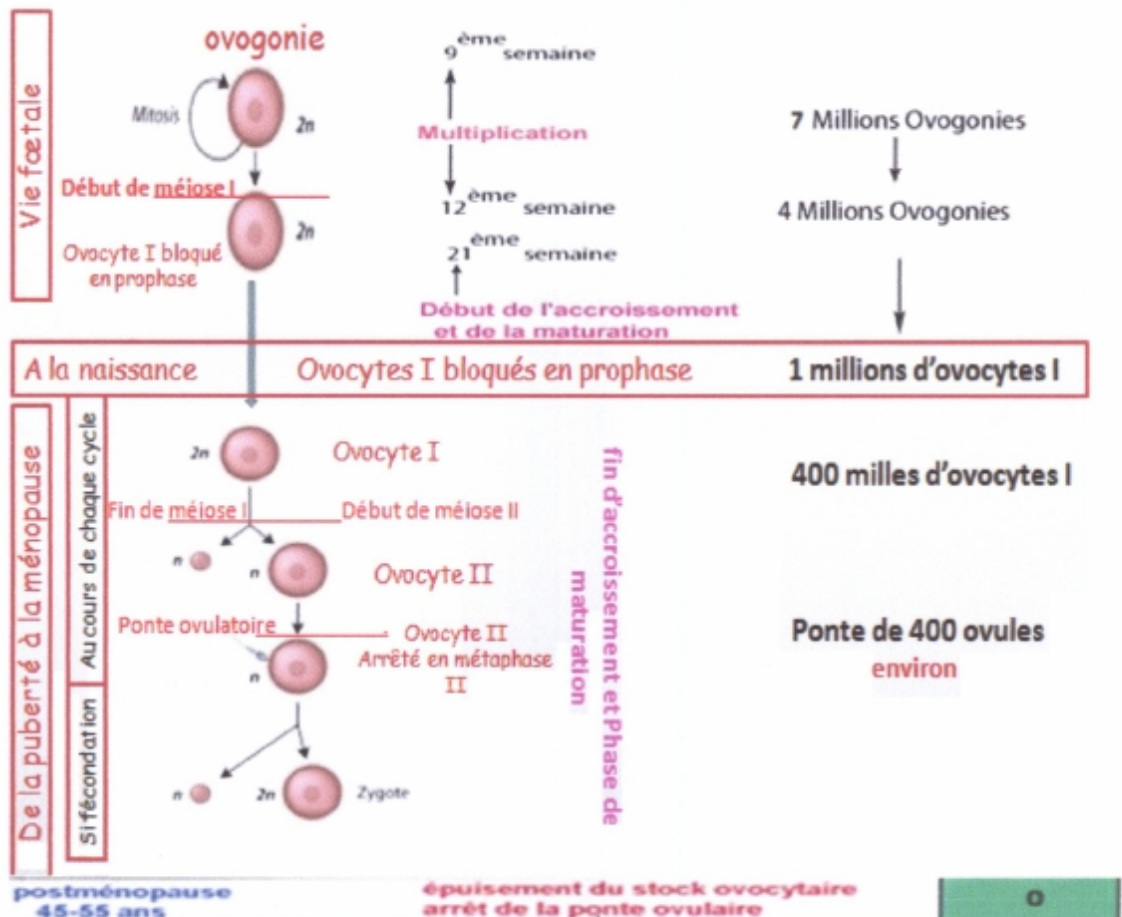 Vie fœtale
ovogonie
Mitosis
2n
Début de méiose I
2n
Ovocyte I bloqué
en prophase
9ème semaine
Multiplication
12ème semaine
21ème semaine
Début de l'accroissement
et de la maturation
7 Millions Ovogonies
4 Millions Ovogonies
A la naissance
Ovocytes I bloqués en prophase
1 millions d'ovocytes I
De la puberté à la ménopause
Au cours de chaque cycle
2n
Ovocyte I
Fin de méiose I
Début de méiose II
n
n
Ovocyte II
Ponte ovulatoire
Ovocyte II
Arrêté en métaphase
II
n
Si fécondation
n
2n
Zygote
fin d'accroissement et Phase de
maturation
400 milles d'ovocytes I
Ponte de 400 ovules
environ
postménopause
45-55 ans
épuisement du stock ovocytaire
arrêt de la ponte ovulaire
0